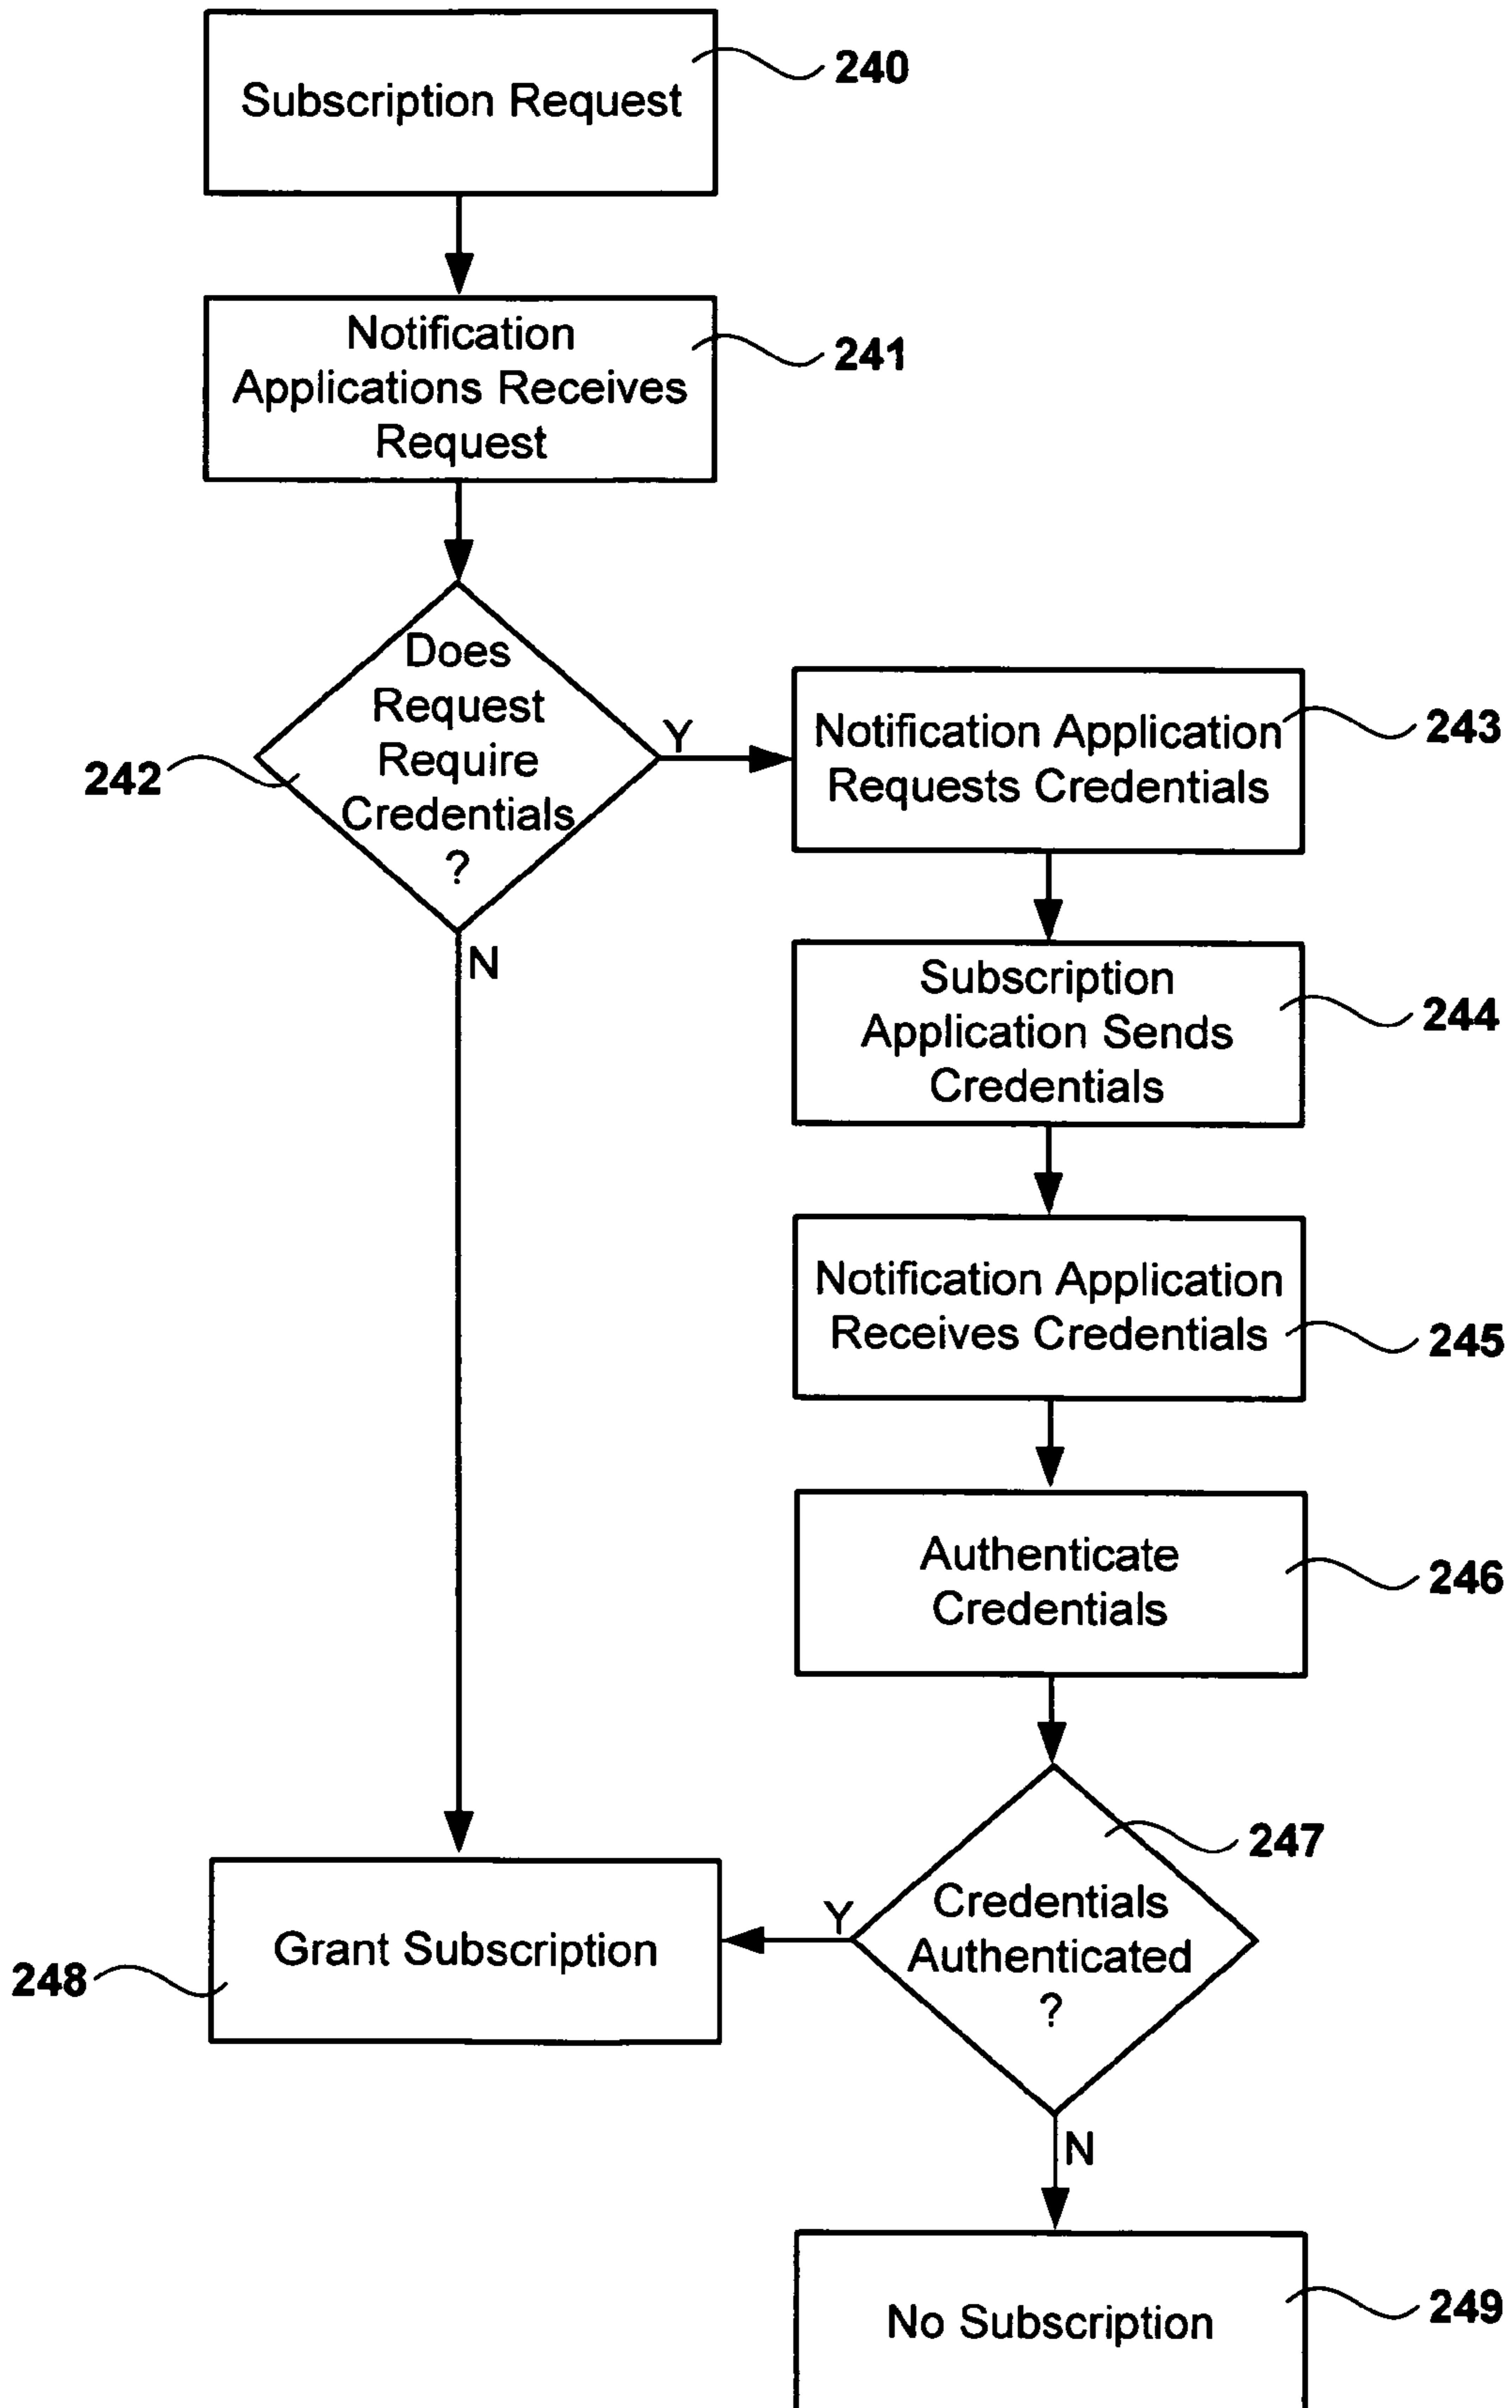 Subscription Request
240
Notification
Applications Receives
Request
241
Does
Request
Require
Credentials
?
242
Y
N
Notification Application
Requests Credentials
243
Subscription
Application Sends
Credentials
244
Notification Application
Receives Credentials
245
Authenticate
Credentials
246
247
Credentials
Authenticated
?
Y
N
Grant Subscription
248
No Subscription
249